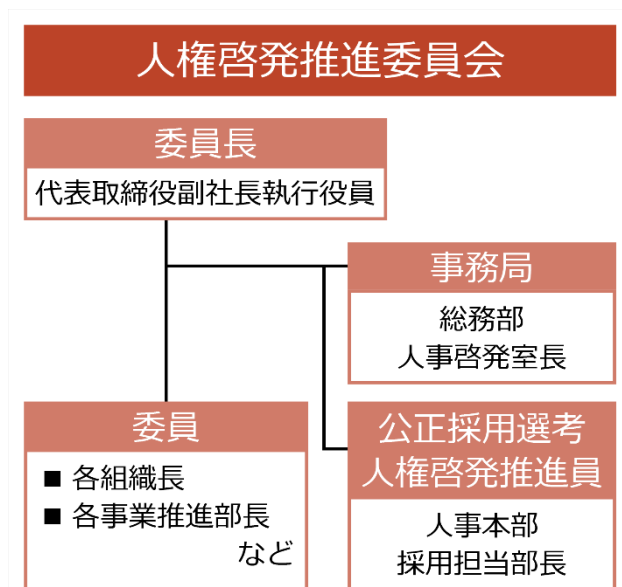 人権啓発推進委員会
委員長
代表取締役副社長執行役員
事務局
総務部
人事啓発室長
委員
■ 各組織長
■ 各事業推進部長
など
公正採用選考
人権啓発推進員
人事本部
採用担当部長